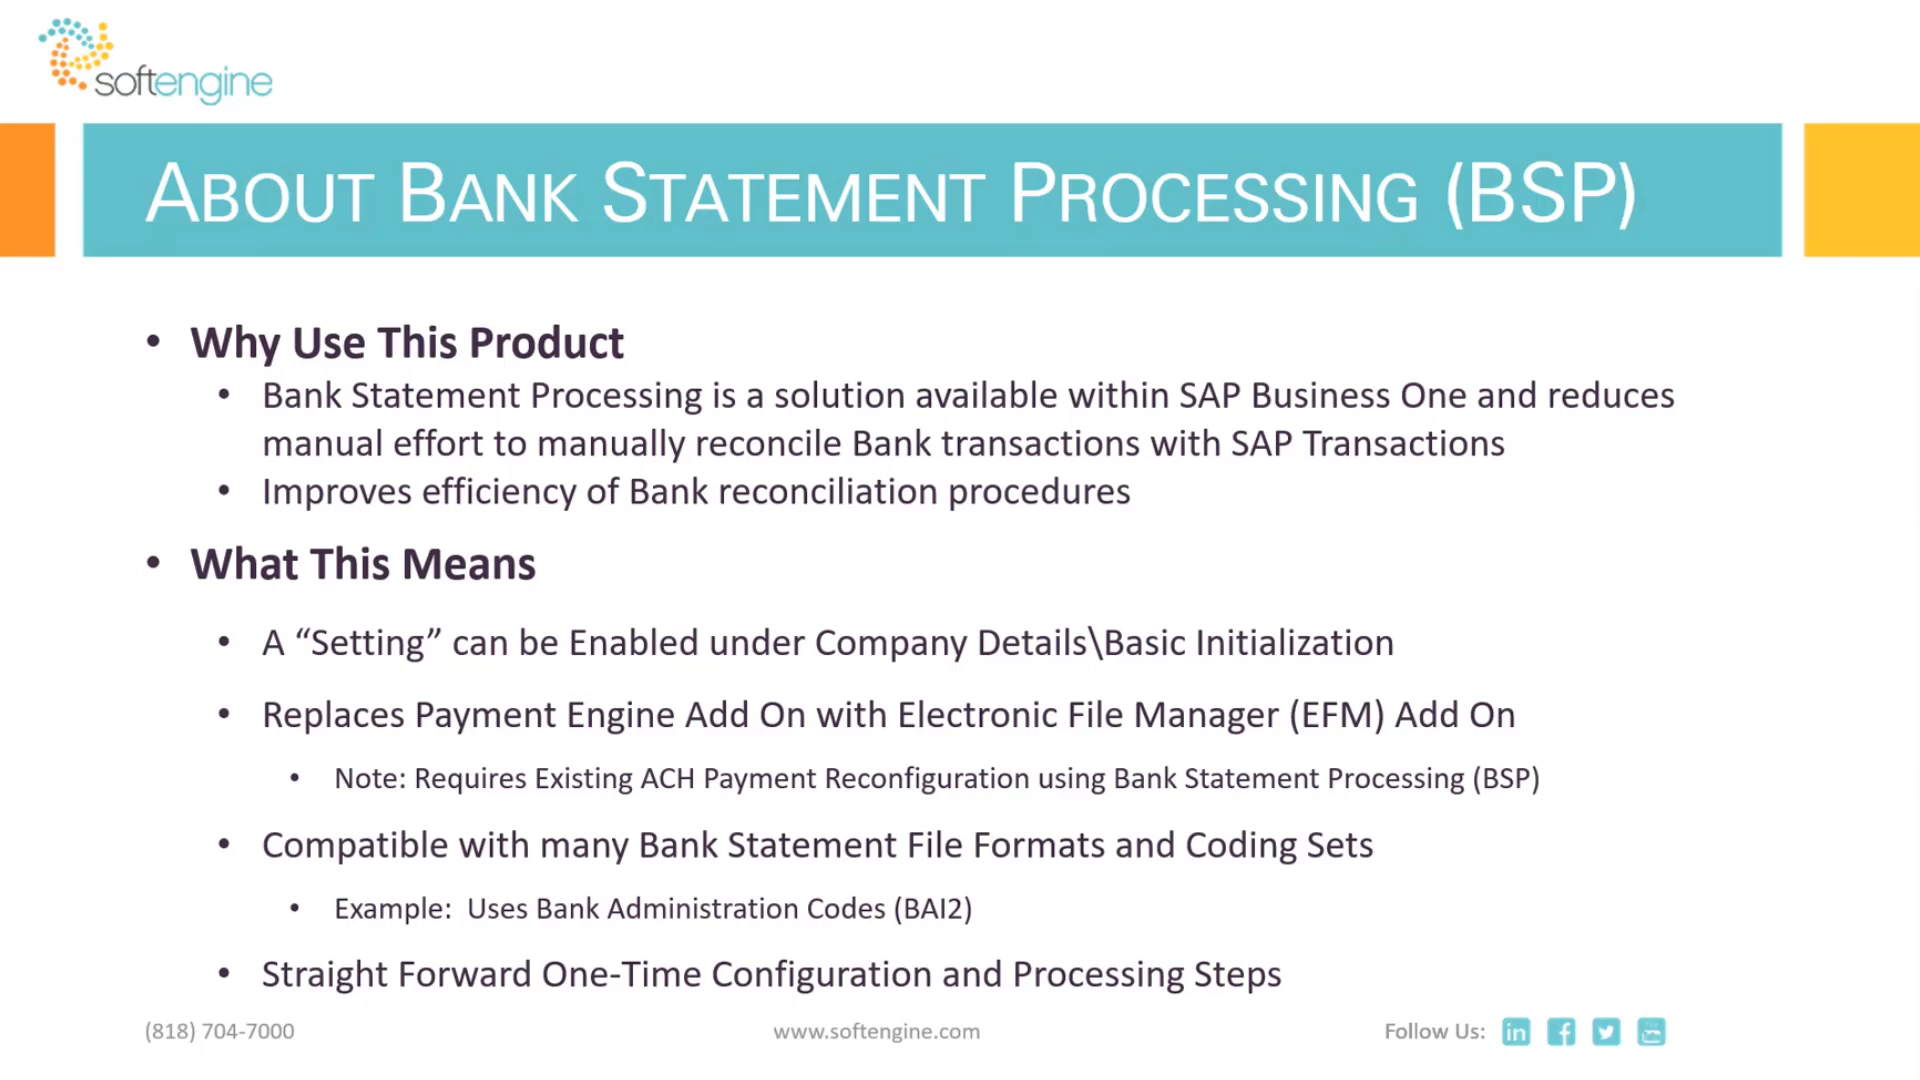 softengine
ABOUT BANK STATEMENT PROCESSING (BSP)
• Why Use This Product
• Bank Statement Processing is a solution available within SAP Business One and reduces
manual effort to manually reconcile Bank transactions with SAP Transactions
• Improves efficiency of Bank reconciliation procedures
• What This Means
• A “Setting” can be Enabled under Company Details\Basic Initialization
• Replaces Payment Engine Add On with Electronic File Manager (EFM) Add On
• Note: Requires Existing ACH Payment Reconfiguration using Bank Statement Processing (BSP)
• Compatible with many Bank Statement File Formats and Coding Sets
• Example: Uses Bank Administration Codes (BAI2)
• Straight Forward One-Time Configuration and Processing Steps
(818) 704-7000 www.softengine.com Follow Us: in f